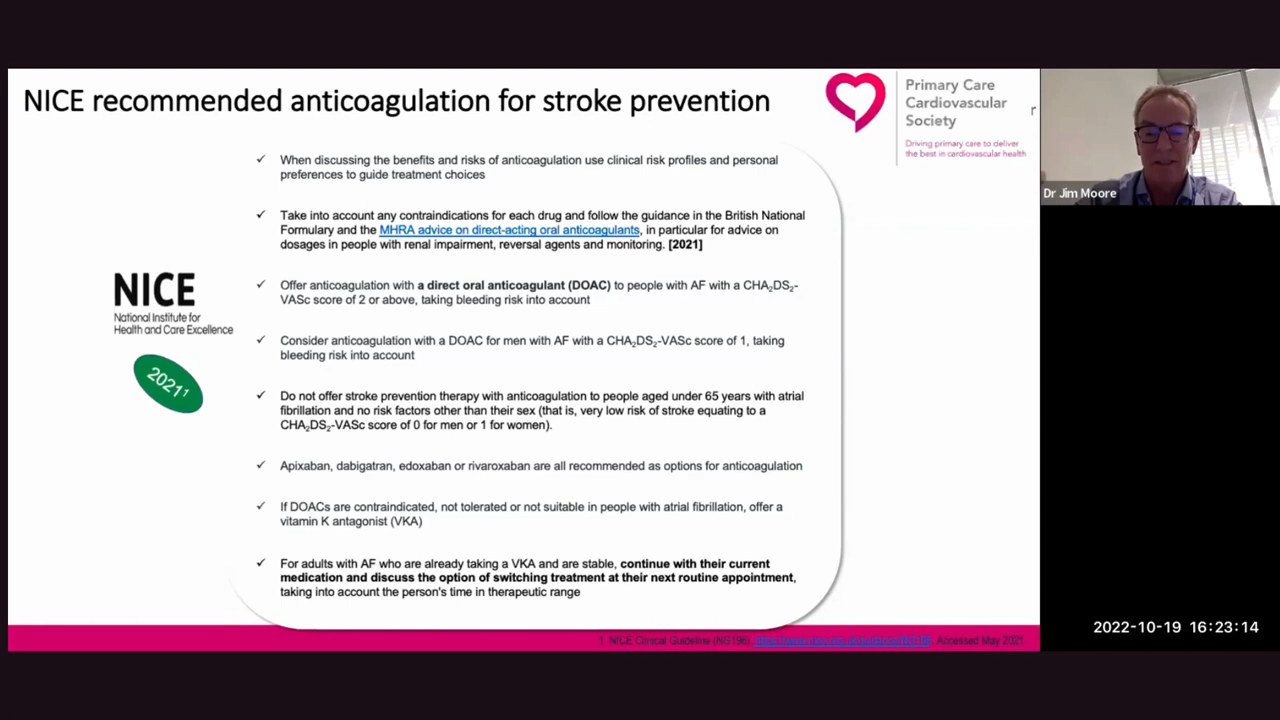 NICE recommended anticoagulation for stroke prevention
Primary Care
Cardiovascular
Society
Driving primary care to deliver
the best in cardiovascular health
r
Dr Jim Moore
✓ When discussing the benefits and risks of anticoagulation use clinical risk profiles and personal
preferences to guide treatment choices
✓ Take into account any contraindications for each drug and follow the guidance in the British National
Formulary and the MHRA advice on direct-acting oral anticoagulants, in particular for advice on
dosages in people with renal impairment, reversal agents and monitoring. [2021]
NICE
National Institute for
Health and Care Excellence
2021¹
✓ Offer anticoagulation with a direct oral anticoagulant (DOAC) to people with AF with a CHA₂DS₂-
VASc score of 2 or above, taking bleeding risk into account
✓ Consider anticoagulation with a DOAC for men with AF with a CHA₂DS₂-VASc score of 1, taking
bleeding risk into account
✓ Do not offer stroke prevention therapy with anticoagulation to people aged under 65 years with atrial
fibrillation and no risk factors other than their sex (that is, very low risk of stroke equating to a
CHA₂DS₂-VASc score of 0 for men or 1 for women).
✓ Apixaban, dabigatran, edoxaban or rivaroxaban are all recommended as options for anticoagulation
✓ If DOACs are contraindicated, not tolerated or not suitable in people with atrial fibrillation, offer a
vitamin K antagonist (VKA)
✓ For adults with AF who are already taking a VKA and are stable, continue with their current
medication and discuss the option of switching treatment at their next routine appointment,
taking into account the person's time in therapeutic range
1. NICE Clinical Guideline (NG196) Accessed May 2021
2022-10-19 16:23:14